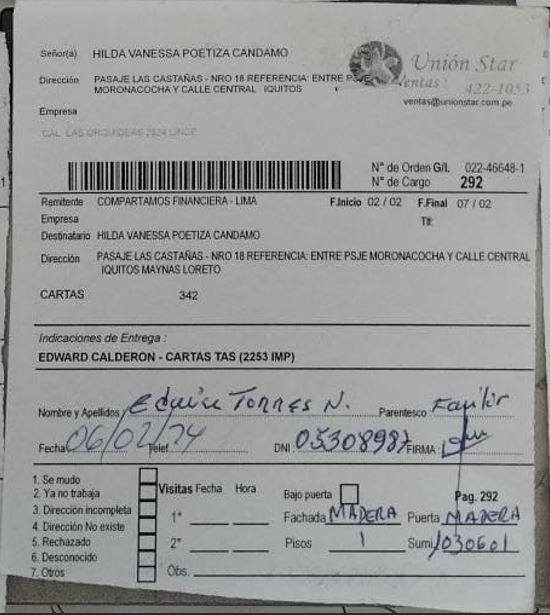 Señor(a) HILDA VANESSA POETIZA CANDAMO
Unión Star
Dirección PASAJE LAS CASTAÑAS - NRO 18 REFERENCIA: ENTRE PSJE
MORONACOCHA Y CALLE CENTRAL IQUITOS
Ventas: 422-1053
ventas@unionstar.com.pe
Empresa
CAL. LAS ORQUIDEAS 2924 LINCE
N° de Orden G/I. 022-46648-1
N° de Cargo 292
Remitente COMPARTAMOS FINANCIERA - LIMA F.Inicio 02 / 02 F.Final 07 / 02
Empresa Tlf:
Destinatario HILDA VANESSA POETIZA CANDAMO
Dirección PASAJE LAS CASTAÑAS - NRO 18 REFERENCIA: ENTRE PSJE MORONACOCHA Y CALLE CENTRAL
IQUITOS MAYNAS LORETO
CARTAS 342
Indicaciones de Entrega :
EDWARD CALDERON - CARTAS TAS (2253 IMP)
Nombre y Apellidos TORRES N. Parentesco
Fecha 06/02/24 Telef. DNI : 05308987 FIRMA :
1. Se mudo
2. Ya no trabaja
3. Dirección incompleta
4. Dirección No existe
5. Rechazado
6. Desconocido
7. Otros
Visitas Fecha Hora
1°
2°
Obs.
Bajo puerta Pag. 292
Fachada MADERA Puerta MADERA
Pisos 1 Sumi 1030601